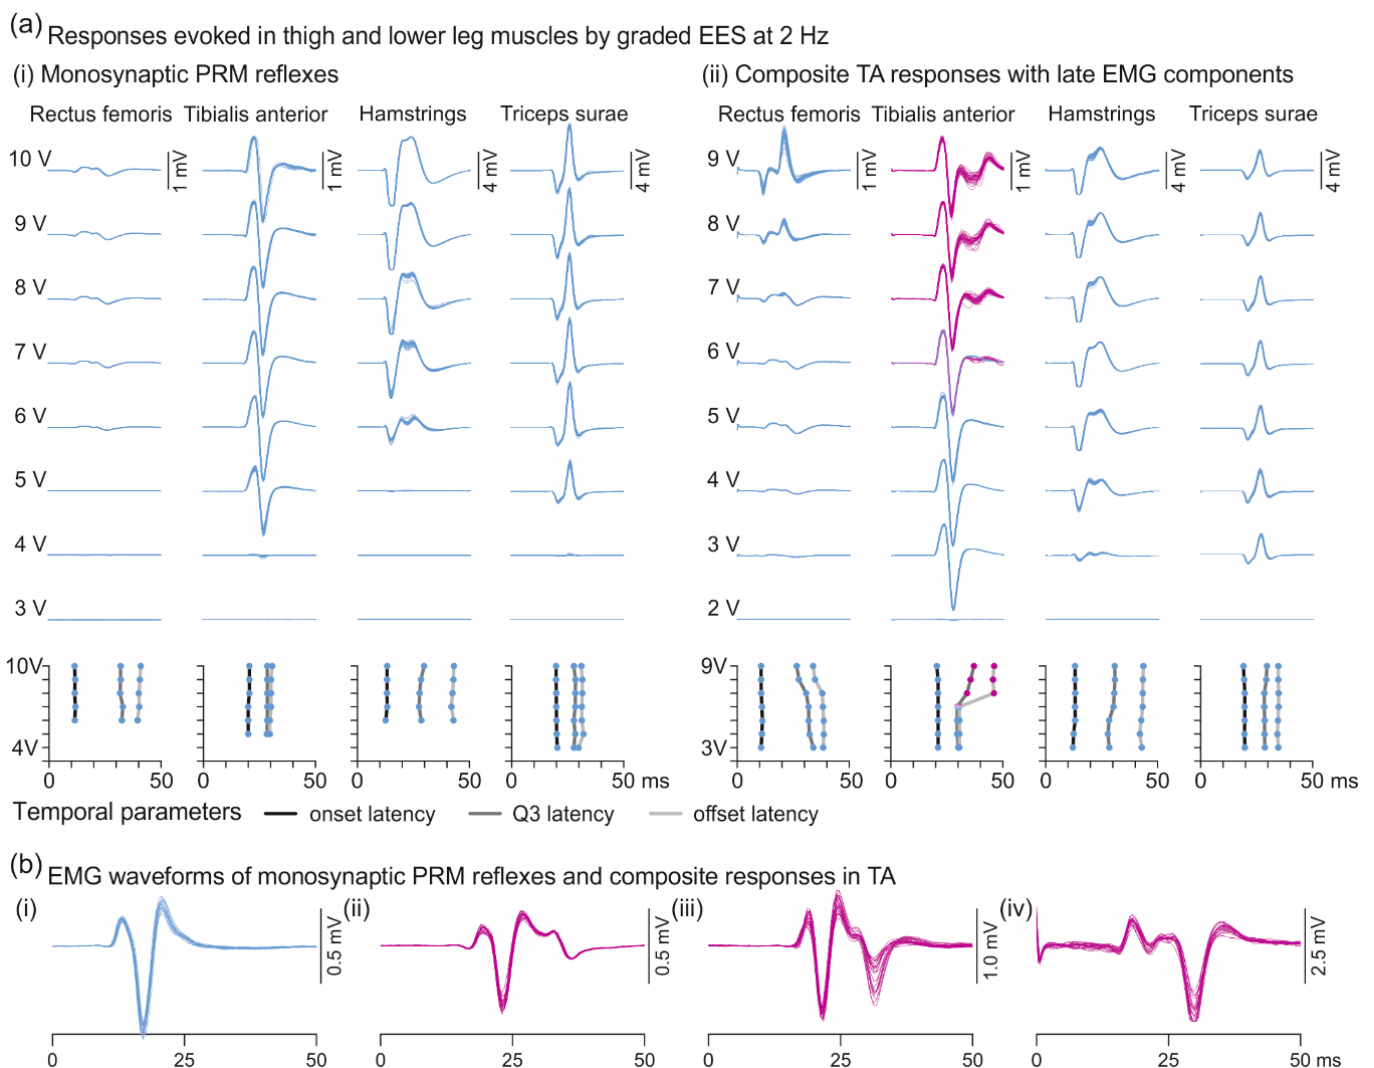 (a) Responses evoked in thigh and lower leg muscles by graded EES at 2 Hz
(i) Monosynaptic PRM reflexes
Rectus femoris Tibialis anterior Hamstrings Triceps surae
10 V 1 mV 1 mV 4 mV 4 mV
9 V
8 V
7 V
6 V
5 V
4 V
3 V
10V
4V
0 50 0 50 0 50 0 50 ms
(ii) Composite TA responses with late EMG components
Rectus femoris Tibialis anterior Hamstrings Triceps surae
9 V 1 mV 1 mV 4 mV 4 mV
8 V
7 V
6 V
5 V
4 V
3 V
2 V
9V
3V
0 50 0 50 0 50 0 50 ms
Temporal parameters onset latency Q3 latency offset latency
(b) EMG waveforms of monosynaptic PRM reflexes and composite responses in TA
(i) 0.5 mV (ii) 0.5 mV (iii) 1.0 mV (iv) 2.5 mV
0 25 50 0 25 50 0 25 50 0 25 50 ms